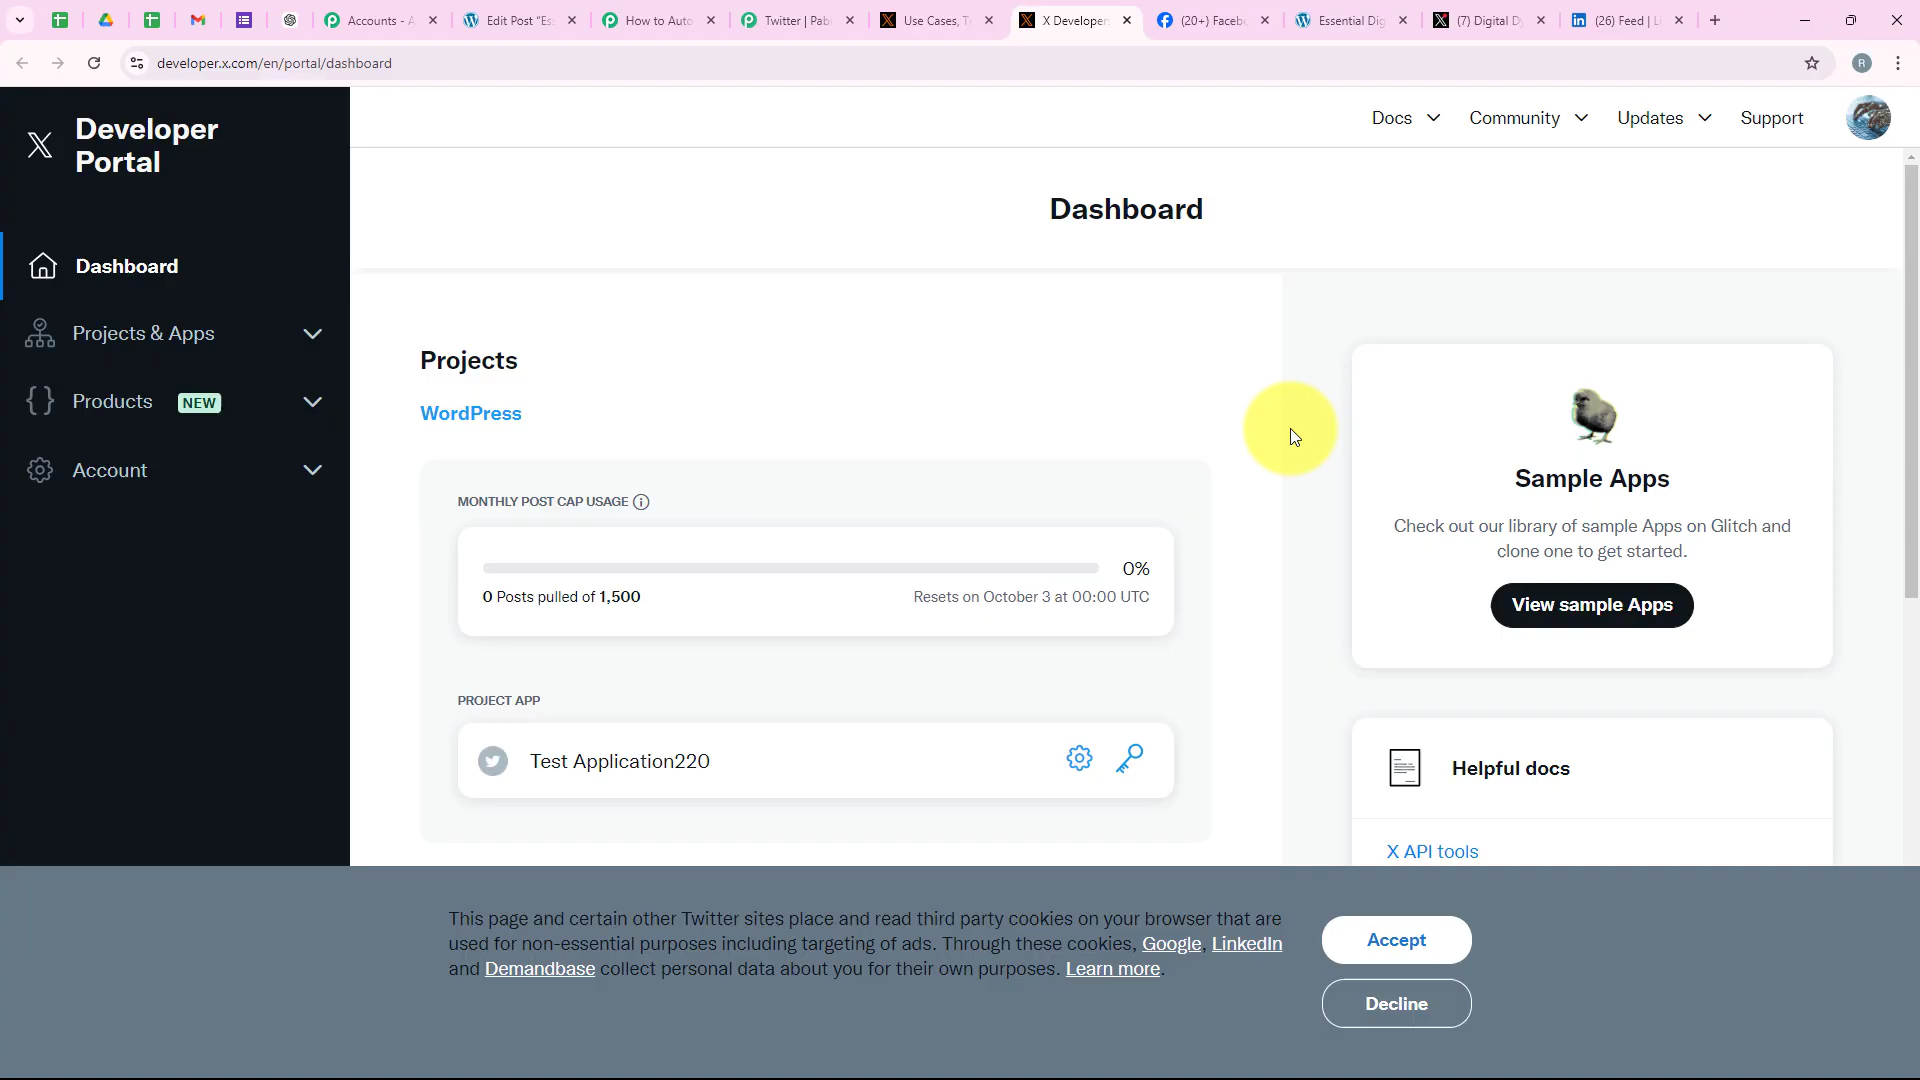 Accounts - A
Edit Post "Es
How to Auto
Twitter | Pab
Use Cases, T
X Developer
(20+) Faceb
Essential Dig
(7) Digital D
(26) Feed | Li
developer.x.com/en/portal/dashboard
R
Developer
Portal
Docs
Community
Updates
Support
Dashboard
Dashboard
Projects & Apps
Products NEW
Account
Projects
WordPress
MONTHLY POST CAP USAGE
0%
0 Posts pulled of 1,500
Resets on October 3 at 00:00 UTC
PROJECT APP
Test Application220
Sample Apps
Check out our library of sample Apps on Glitch and
clone one to get started.
View sample Apps
Helpful docs
X API tools
This page and certain other Twitter sites place and read third party cookies on your browser that are
used for non-essential purposes including targeting of ads. Through these cookies, Google, LinkedIn
and Demandbase collect personal data about you for their own purposes. Learn more.
Accept
Decline